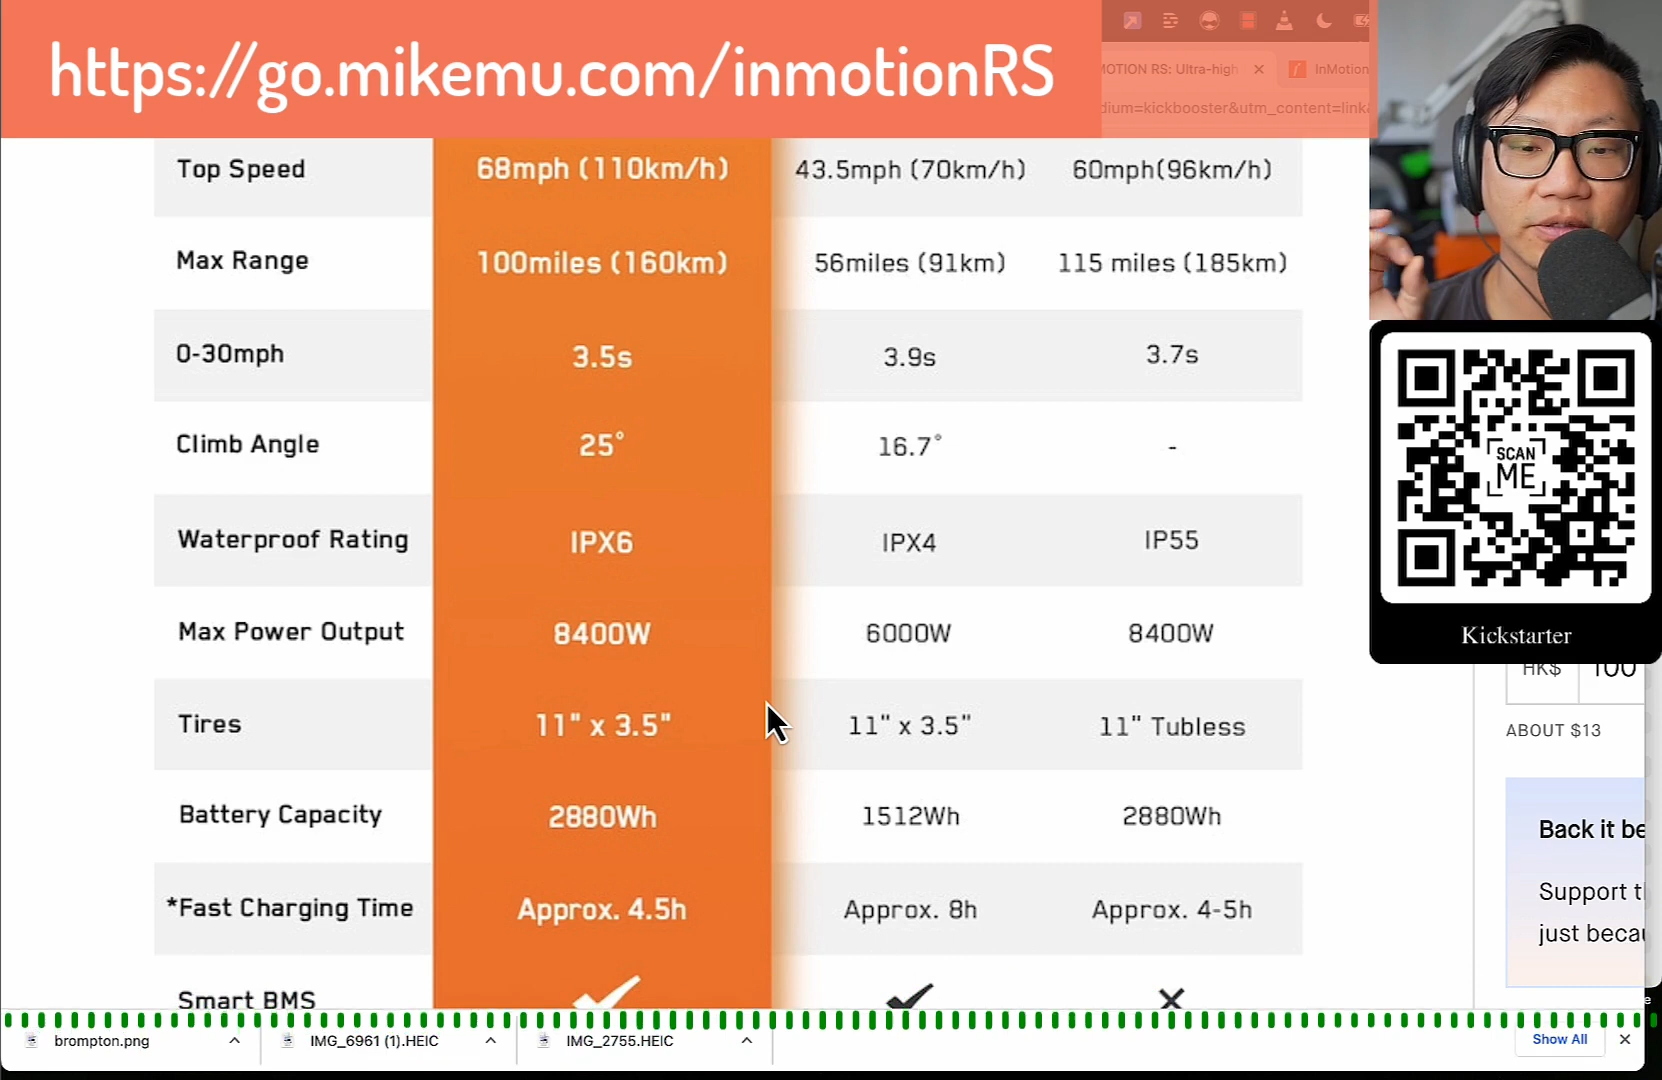 https://go.mikemu.com/inmotionRS
MOTION RS: Ultra-high
InMotion
dium=kickbooster&utm_content=link
Top Speed 68mph (110km/h) 43.5mph (70km/h) 60mph(96km/h)
Max Range 100miles (160km) 56miles (91km) 115 miles (185km)
0-30mph 3.5s 3.9s 3.7s
Climb Angle 25° 16.7° -
Waterproof Rating IPX6 IPX4 IP55
Max Power Output 8400W 6000W 8400W
Tires 11" x 3.5" 11" x 3.5" 11" Tubless
Battery Capacity 2880Wh 1512Wh 2880Wh
*Fast Charging Time Approx. 4.5h Approx. 8h Approx. 4-5h
Smart BMS
SCAN
ME
Kickstarter
HK$ 100
ABOUT $13
Back it be
Support t
just becau
brompton.png
IMG_6961 (1).HEIC
IMG_2755.HEIC
Show All